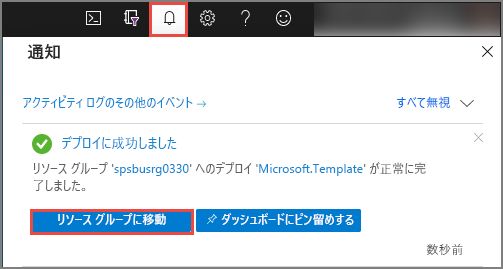 通知
アクティビティ ログのその他のイベント →
すべて無視
デプロイに成功しました
リソース グループ 'spsbusrg0330' へのデプロイ 'Microsoft.Template' が正常に完
了しました。
リソース グループに移動
ダッシュボードにピン留めする
数秒前